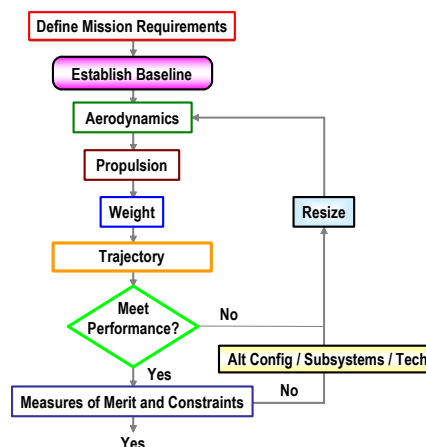 Define Mission Requirements
Establish Baseline
Aerodynamics
Propulsion
Weight
Resize
Trajectory
Meet
Performance?
No
Alt Config / Subsystems / Tech
Yes
Measures of Merit and Constraints
No
Yes